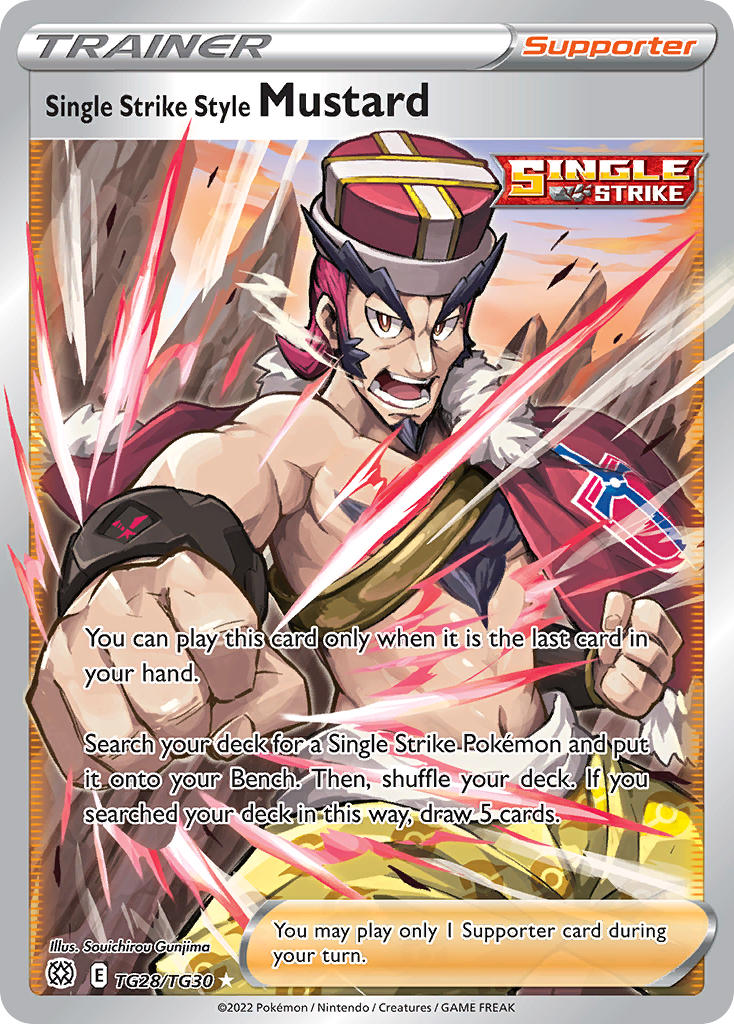 TRAINER
Supporter
Single Strike Style Mustard
SINGLE
STRIKE
You can play this card only when it is the last card in
your hand.
Search your deck for a Single Strike Pokémon and put
it onto your Bench. Then, shuffle your deck. If you
searched your deck in this way, draw 5 cards.
You may play only 1 Supporter card during
your turn.
Illus. Souichirou Gunjima
E TG28/TG30
©2022 Pokémon / Nintendo / Creatures / GAME FREAK